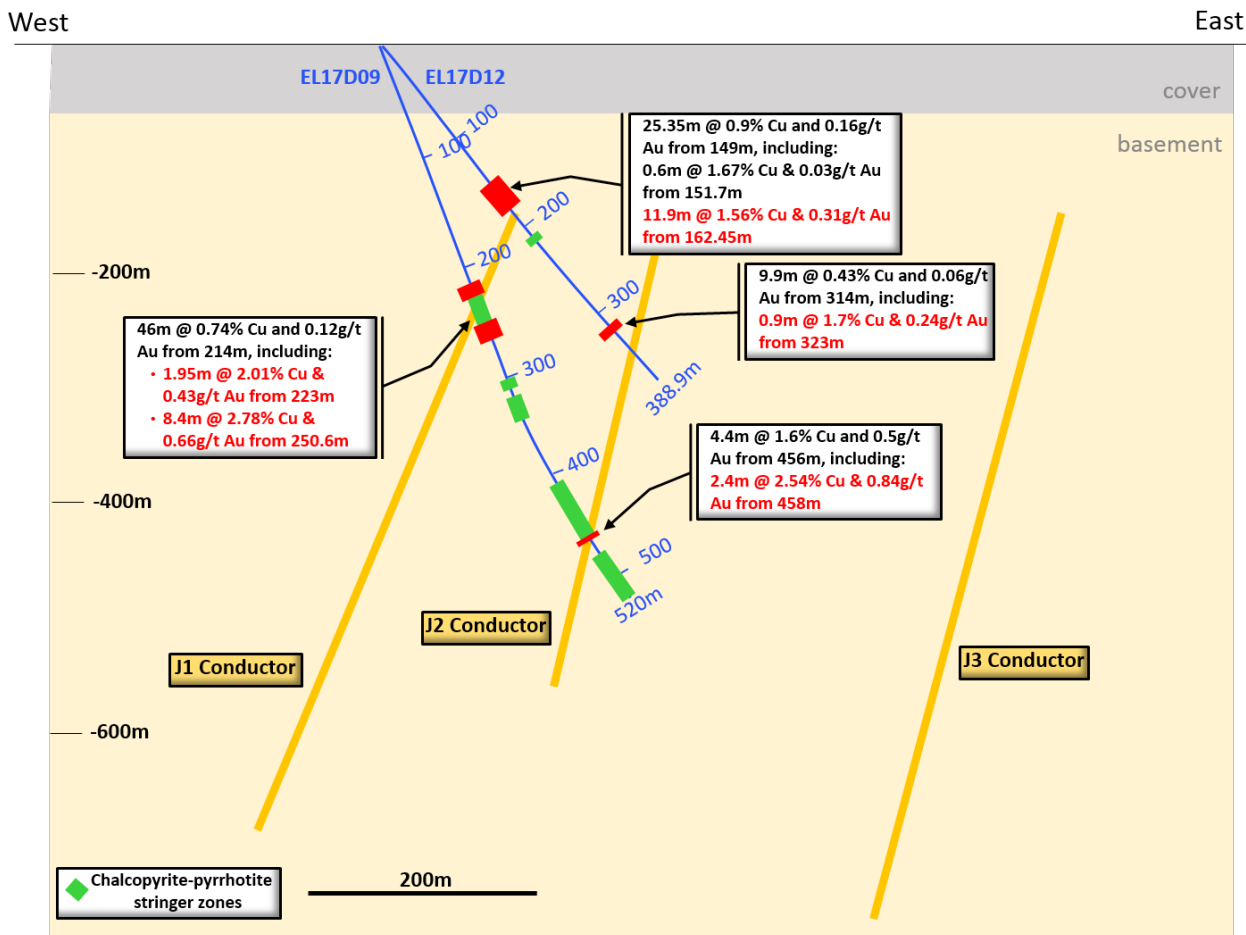 West
East
EL17D09
EL17D12
cover
basement
100
100
200
200
300
300
388.9m
400
500
520m
-200m
-400m
-600m
25.35m @ 0.9% Cu and 0.16g/t
Au from 149m, including:
0.6m @ 1.67% Cu & 0.03g/t Au
from 151.7m
11.9m @ 1.56% Cu & 0.31g/t Au
from 162.45m
9.9m @ 0.43% Cu and 0.06g/t
Au from 314m, including:
0.9m @ 1.7% Cu & 0.24g/t Au
from 323m
46m @ 0.74% Cu and 0.12g/t
Au from 214m, including:
• 1.95m @ 2.01% Cu &
0.43g/t Au from 223m
• 8.4m @ 2.78% Cu &
0.66g/t Au from 250.6m
4.4m @ 1.6% Cu and 0.5g/t
Au from 456m, including:
2.4m @ 2.54% Cu & 0.84g/t
Au from 458m
J2 Conductor
J1 Conductor
J3 Conductor
Chalcopyrite-pyrrhotite
stringer zones
200m